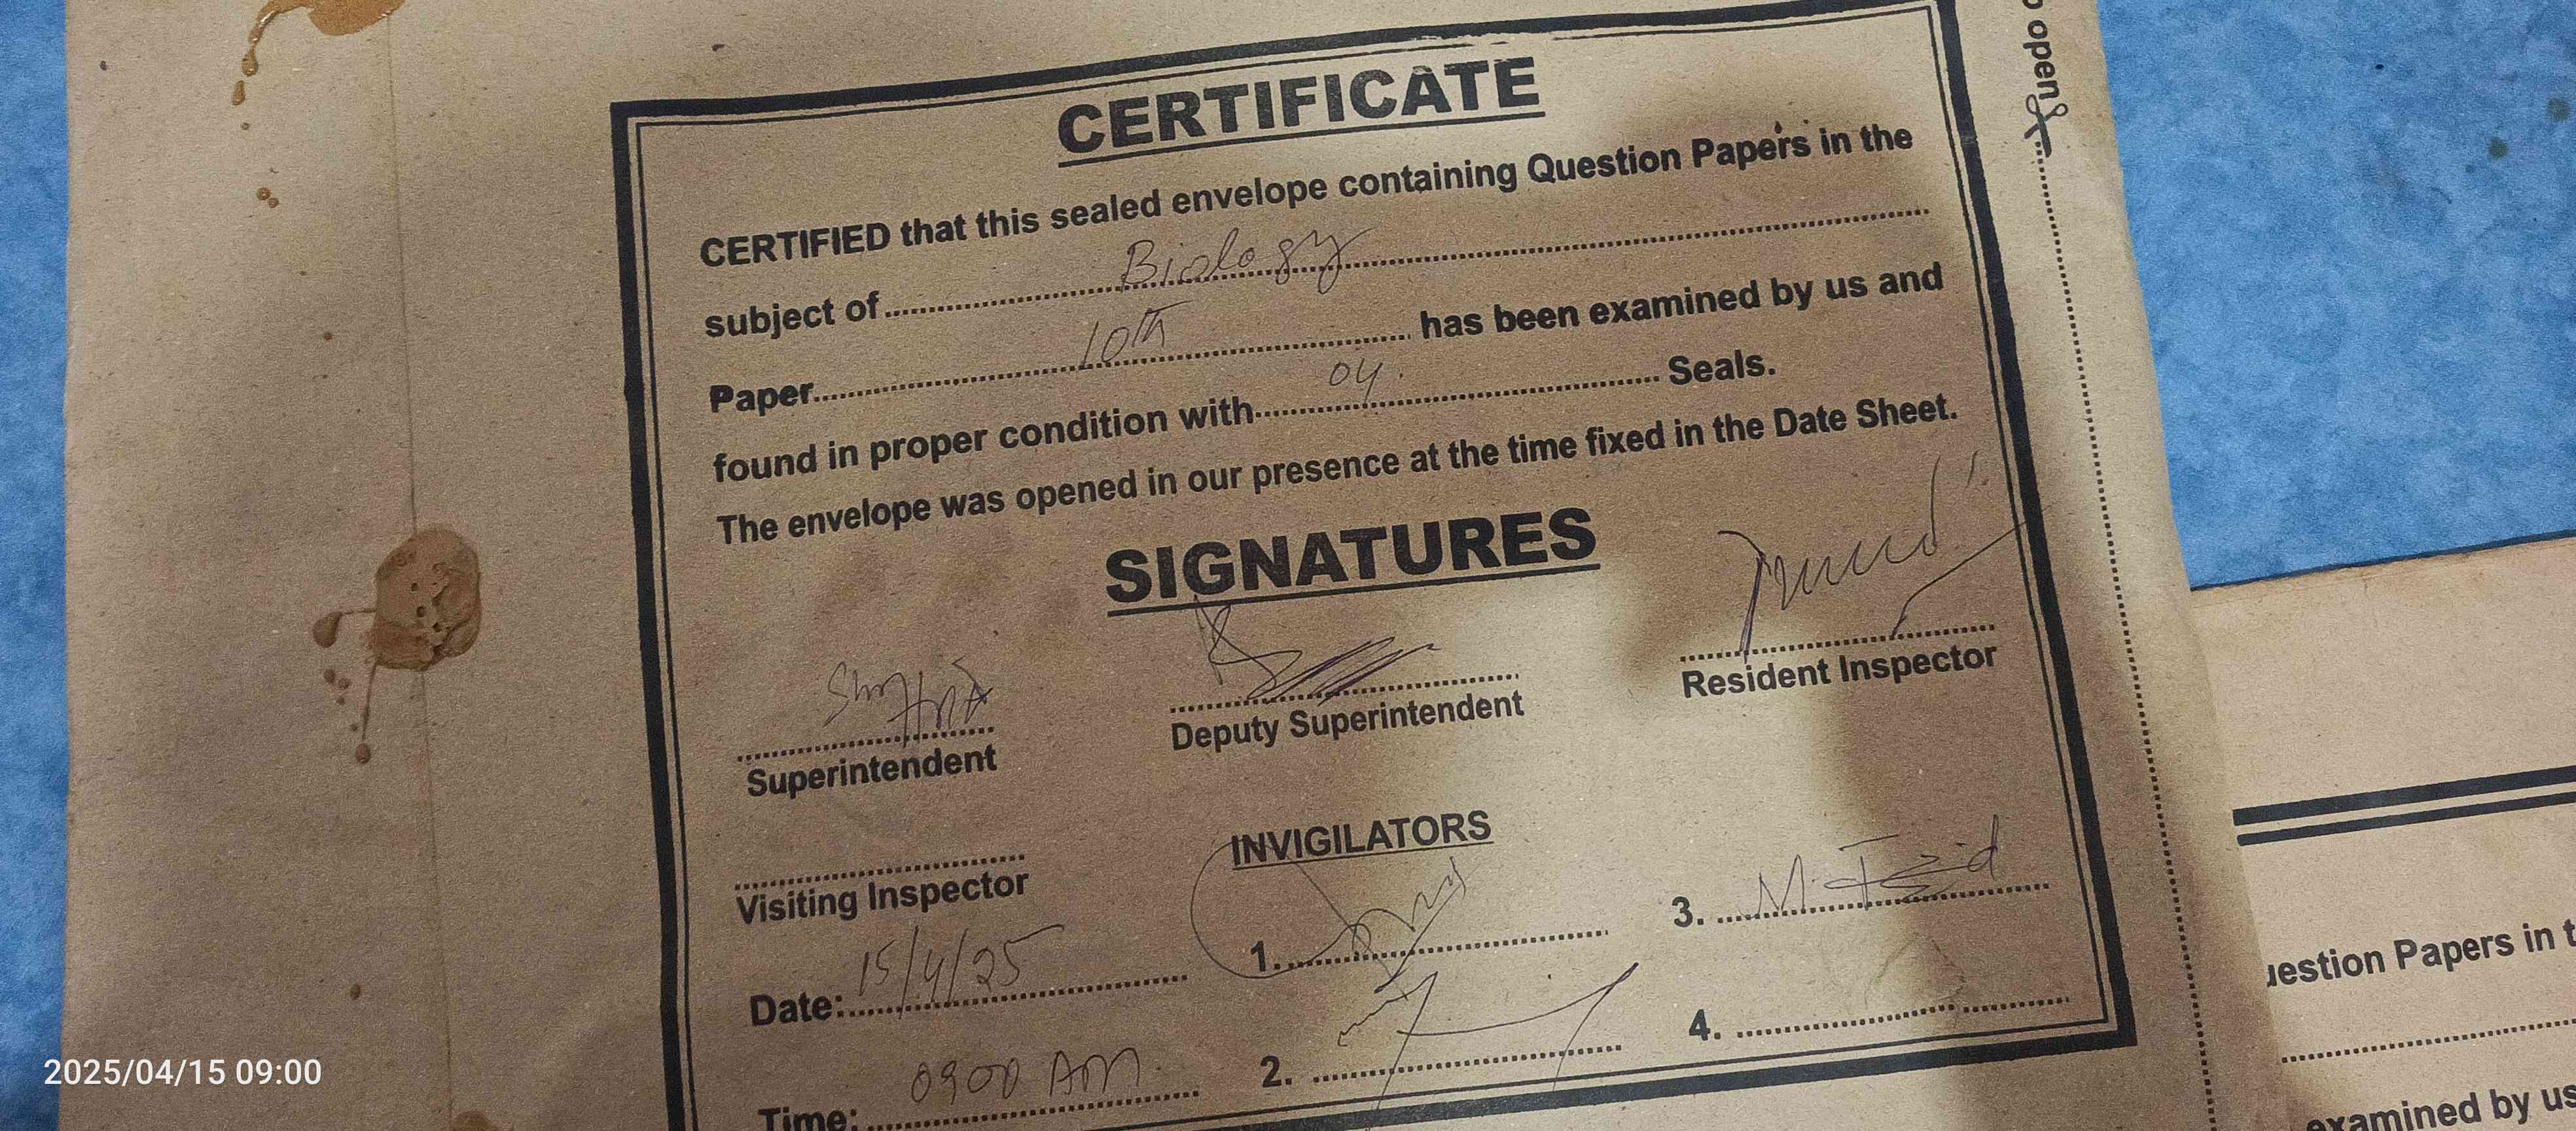 o open
CERTIFICATE
CERTIFIED that this sealed envelope containing Question Papers in the
subject of Biology
Paper 10th has been examined by us and
found in proper condition with 04. Seals.
The envelope was opened in our presence at the time fixed in the Date Sheet.
SIGNATURES
Superintendent
Deputy Superintendent
Resident Inspector
Visiting Inspector
INVIGILATORS
1.
3.
Date: 15/4/25
2.
4.
Time: 0900 AM
uestion Papers in t
examined by us
2025/04/15 09:00